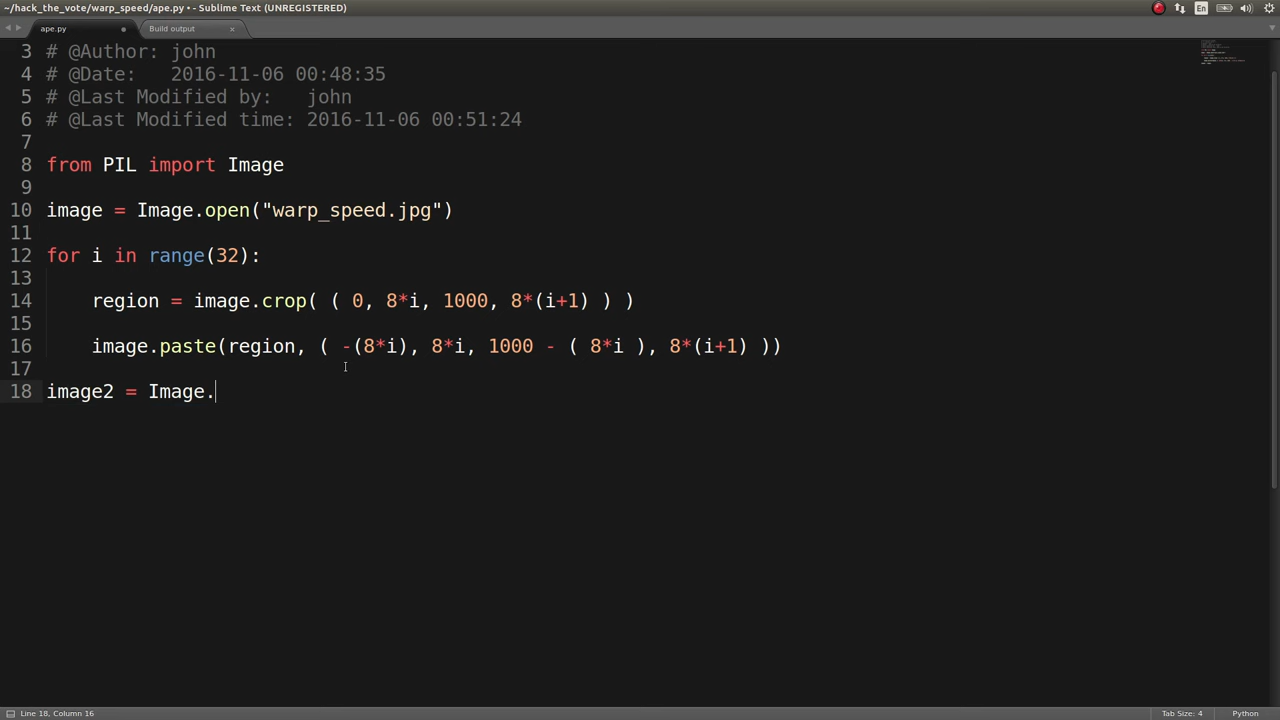 ~/hack_the_vote/warp_speed/ape.py • - Sublime Text (UNREGISTERED)
En
ape.py
Build output
3 # @Author: john
4 # @Date:   2016-11-06 00:48:35
5 # @Last Modified by:   john
6 # @Last Modified time: 2016-11-06 00:51:24
7
8 from PIL import Image
9
10 image = Image.open("warp_speed.jpg")
11
12 for i in range(32):
13
14     region = image.crop( ( 0, 8*i, 1000, 8*(i+1) ) )
15
16     image.paste(region, ( -(8*i), 8*i, 1000 - ( 8*i ), 8*(i+1) ))
17
18 image2 = Image.
Line 18, Column 16
Tab Size: 4
Python